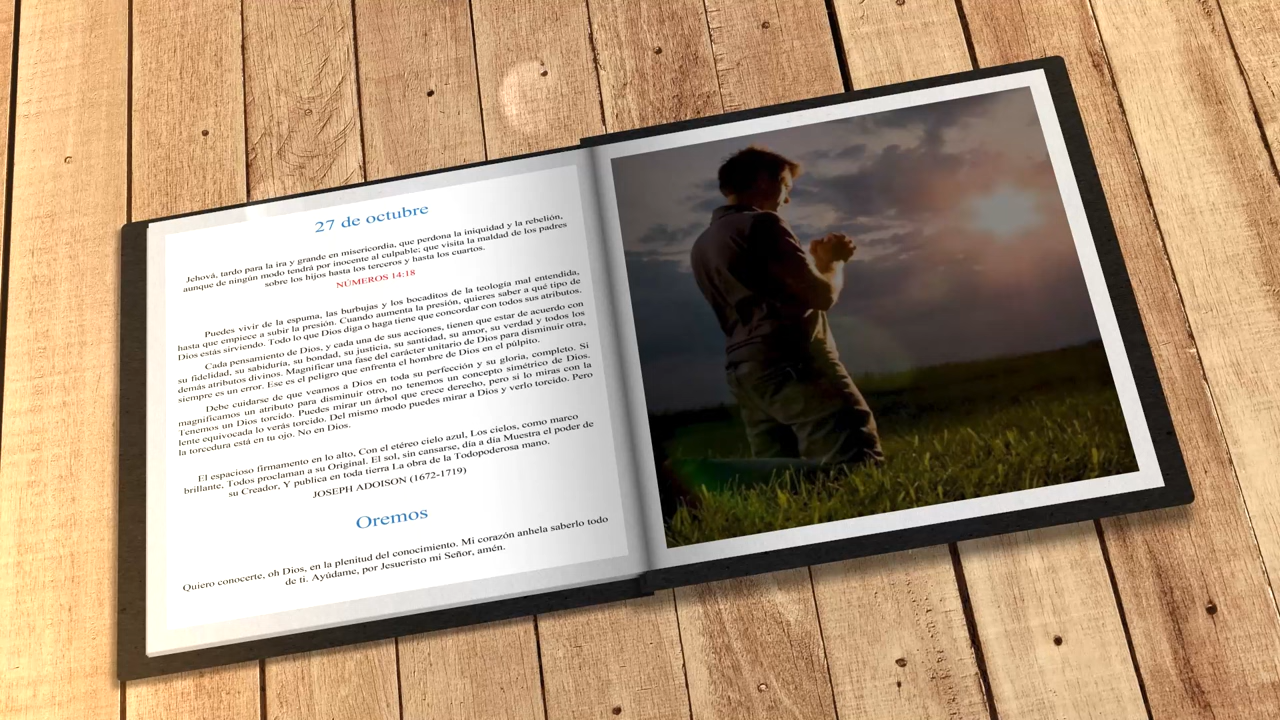 27 de octubre
Jehová, tardo para la ira y grande en misericordia, que perdona la iniquidad y la rebelión,
aunque de ningún modo tendrá por inocente al culpable; que visita la maldad de los padres
sobre los hijos hasta los terceros y hasta los cuartos.
NÚMEROS 14:18
Puedes vivir de la espuma, las burbujas y los bocaditos de la teología mal entendida,
hasta que empiece a subir la presión. Cuando aumenta la presión, quieres saber a qué tipo de
Dios estás sirviendo. Todo lo que Dios diga o haga tiene que concordar con todos sus atributos.
Cada pensamiento de Dios, y cada una de sus acciones, tienen que estar de acuerdo con
su fidelidad, su sabiduría, su bondad, su justicia, su santidad, su amor, su verdad y todos los
demás atributos divinos. Magnificar una fase del carácter unitario de Dios para disminuir otra,
siempre es un error. Ese es el peligro que enfrenta el hombre de Dios en el púlpito.
Debe cuidarse de que veamos a Dios en toda su perfección y su gloria, completo. Si
magnificamos un atributo para disminuir otro, no tenemos un concepto simétrico de Dios.
Tenemos un Dios torcido. Puedes mirar un árbol que crece derecho, pero si lo miras con la
lente equivocada lo verás torcido. Del mismo modo puedes mirar a Dios y verlo torcido. Pero
la torcedura está en tu ojo. No en Dios.
El espacioso firmamento en lo alto, Con el etéreo cielo azul, Los cielos, como marco
brillante, Todos proclaman a su Original. El sol, sin cansarse, día a día Muestra el poder de
su Creador, Y publica en toda tierra La obra de la Todopoderosa mano.
JOSEPH ADOISON (1672-1719)
Oremos
Quiero conocerte, oh Dios, en la plenitud del conocimiento. Mi corazón anhela saberlo todo
de ti. Ayúdame, por Jesucristo mi Señor, amén.